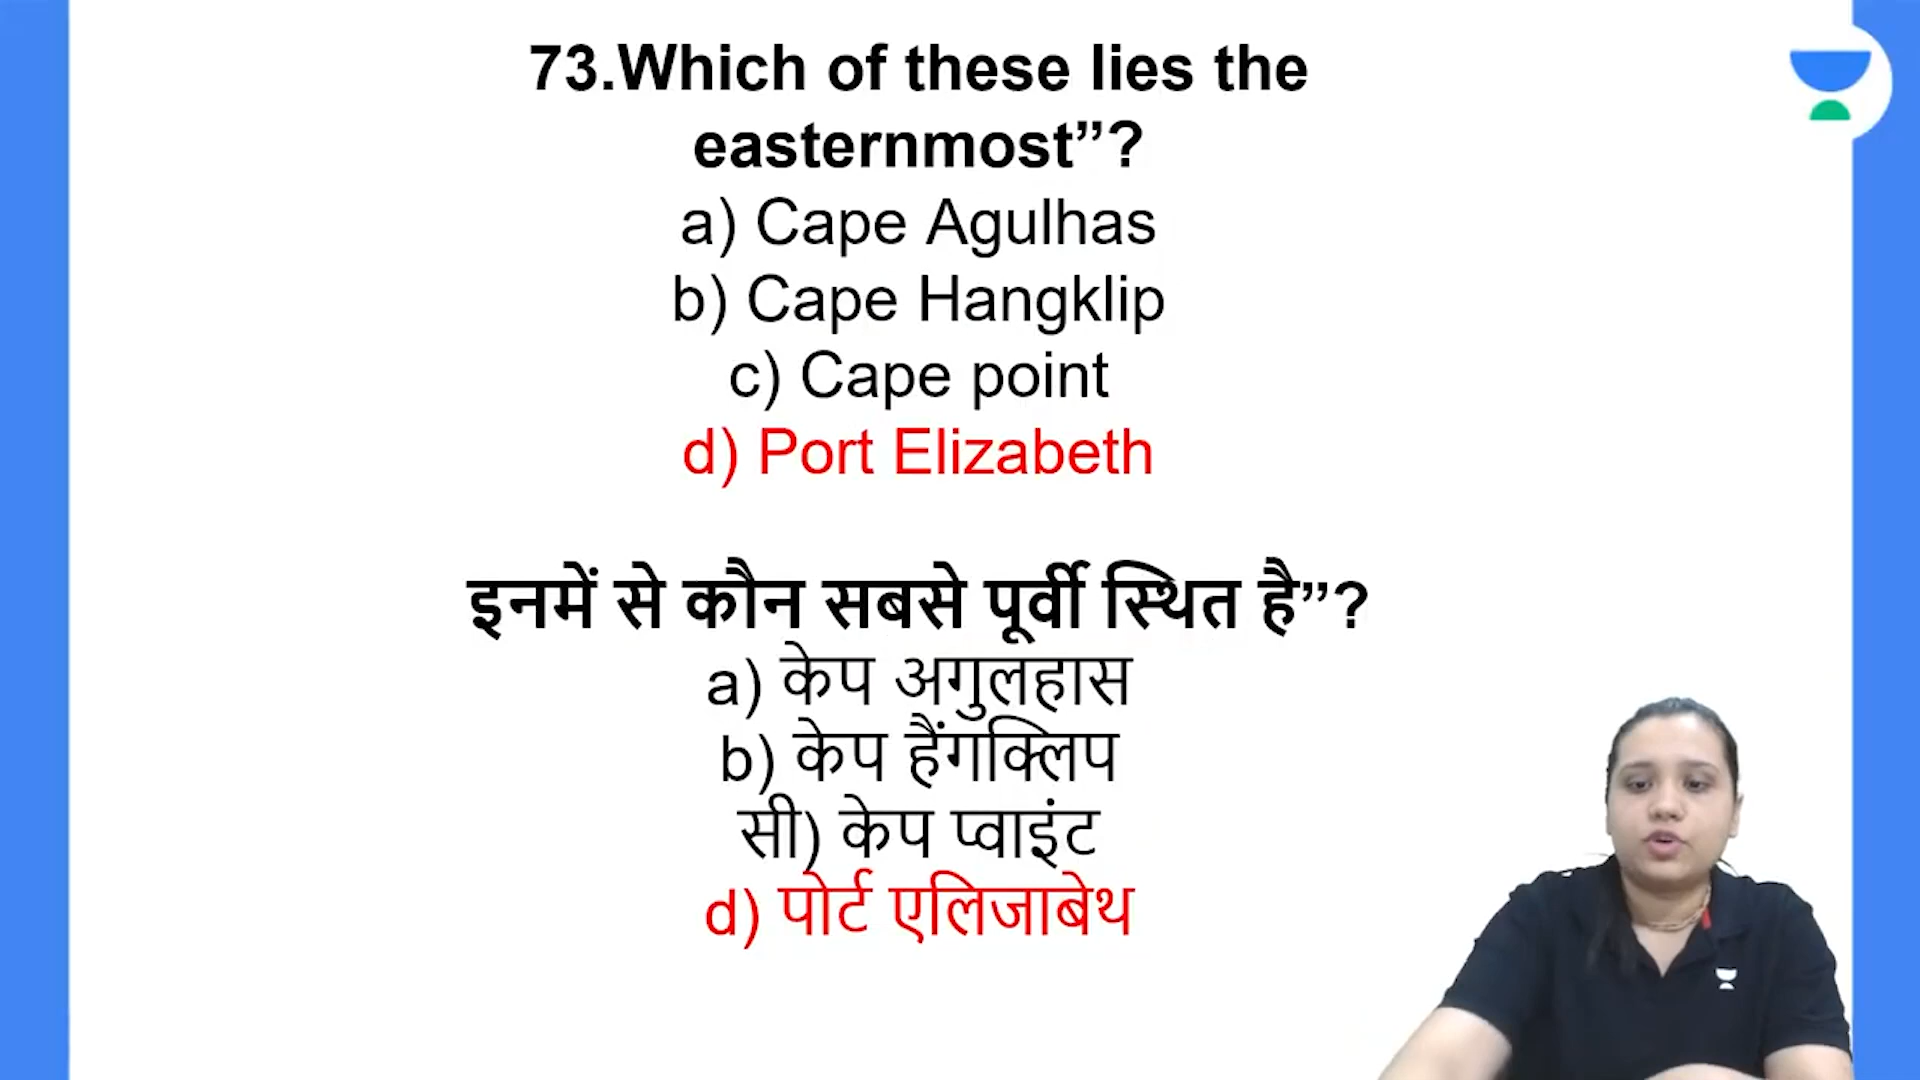 73.Which of these lies the
easternmost”?
a) Cape Agulhas
b) Cape Hangklip
c) Cape point
d) Port Elizabeth
इनमें से कौन सबसे पूर्वी स्थित है”?
a) केप अगुलहास
b) केप हैंगक्लिप
सी) केप प्वाइंट
d) पोर्ट एलिजाबेथ